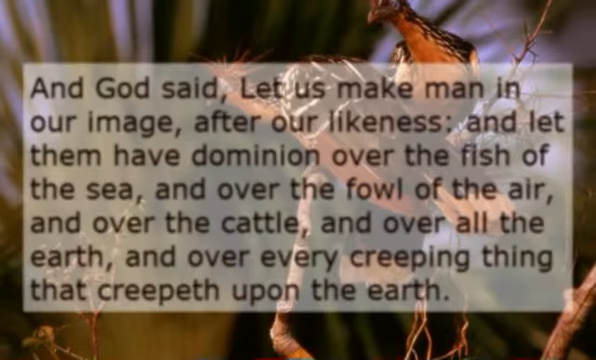 And God said, Let us make man in
our image, after our likeness: and let
them have dominion over the fish of
the sea, and over the fowl of the air,
and over the cattle, and over all the
earth, and over every creeping thing
that creepeth upon the earth.